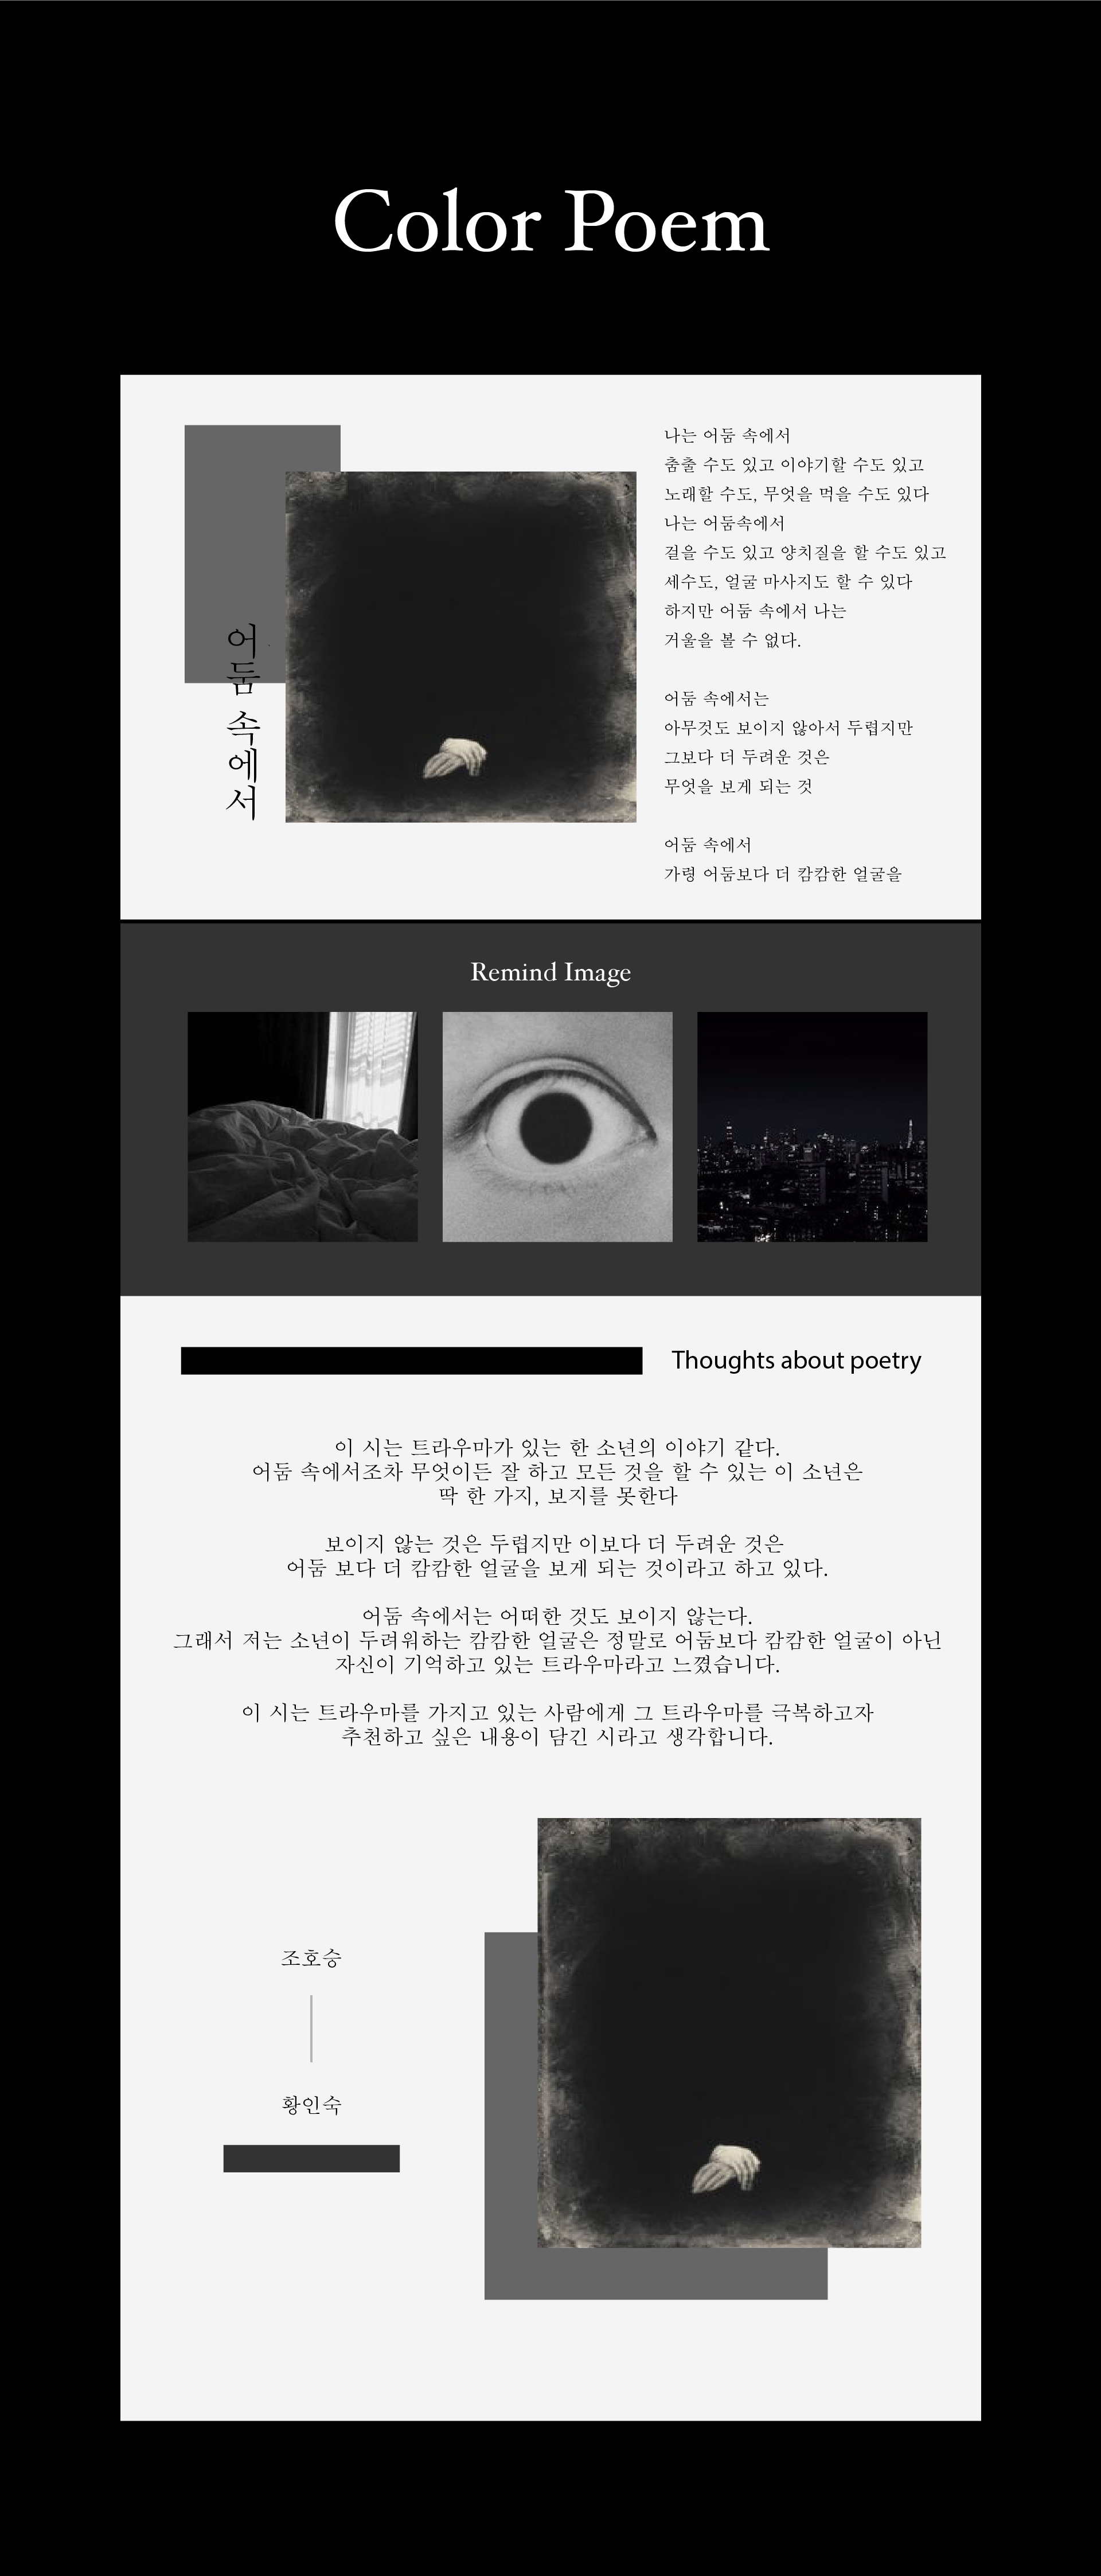 Color Poem
어둠 속에서
나는 어둠 속에서
춤출 수도 있고 이야기할 수도 있고
노래할 수도, 무엇을 먹을 수도 있다
나는 어둠속에서
걸을 수도 있고 양치질을 할 수도 있고
세수도, 얼굴 마사지도 할 수 있다
하지만 어둠 속에서 나는
거울을 볼 수 없다.
어둠 속에서는
아무것도 보이지 않아서 두렵지만
그보다 더 두려운 것은
무엇을 보게 되는 것
어둠 속에서
가령 어둠보다 더 캄캄한 얼굴을
Remind Image
Thoughts about poetry
이 시는 트라우마가 있는 한 소년의 이야기 같다.
어둠 속에서조차 무엇이든 잘 하고 모든 것을 할 수 있는 이 소년은
딱 한 가지, 보지를 못한다
보이지 않는 것은 두렵지만 이보다 더 두려운 것은
어둠 보다 더 캄캄한 얼굴을 보게 되는 것이라고 하고 있다.
어둠 속에서는 어떠한 것도 보이지 않는다.
그래서 저는 소년이 두려워하는 캄캄한 얼굴은 정말로 어둠보다 캄캄한 얼굴이 아닌
자신이 기억하고 있는 트라우마라고 느꼈습니다.
이 시는 트라우마를 가지고 있는 사람에게 그 트라우마를 극복하고자
추천하고 싶은 내용이 담긴 시라고 생각합니다.
조호승
황인숙